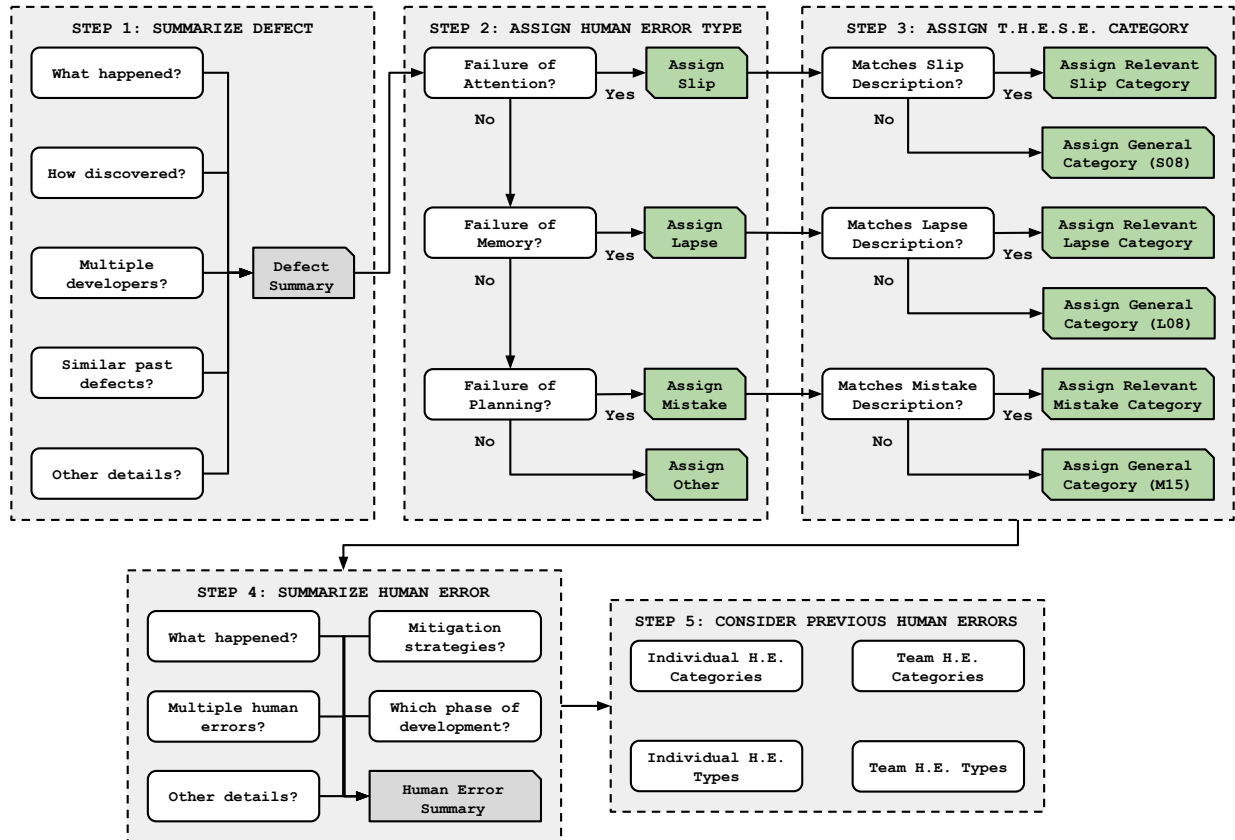 STEP 1: SUMMARIZE DEFECT
What happened?
How discovered?
Multiple
developers?
Similar past
defects?
Other details?
Defect
Summary
STEP 2: ASSIGN HUMAN ERROR TYPE
Failure of
Attention?
Yes
Assign
Slip
No
Failure of
Memory?
Yes
Assign
Lapse
No
Failure of
Planning?
Yes
Assign
Mistake
No
Assign
Other
STEP 3: ASSIGN T.H.E.S.E. CATEGORY
Matches Slip
Description?
Yes
Assign Relevant
Slip Category
No
Assign General
Category (S08)
Matches Lapse
Description?
Yes
Assign Relevant
Lapse Category
No
Assign General
Category (L08)
Matches Mistake
Description?
Yes
Assign Relevant
Mistake Category
No
Assign General
Category (M15)
STEP 4: SUMMARIZE HUMAN ERROR
What happened?
Mitigation
strategies?
Multiple human
errors?
Which phase of
development?
Other details?
Human Error
Summary
STEP 5: CONSIDER PREVIOUS HUMAN ERRORS
Individual H.E.
Categories
Team H.E.
Categories
Individual H.E.
Types
Team H.E. Types